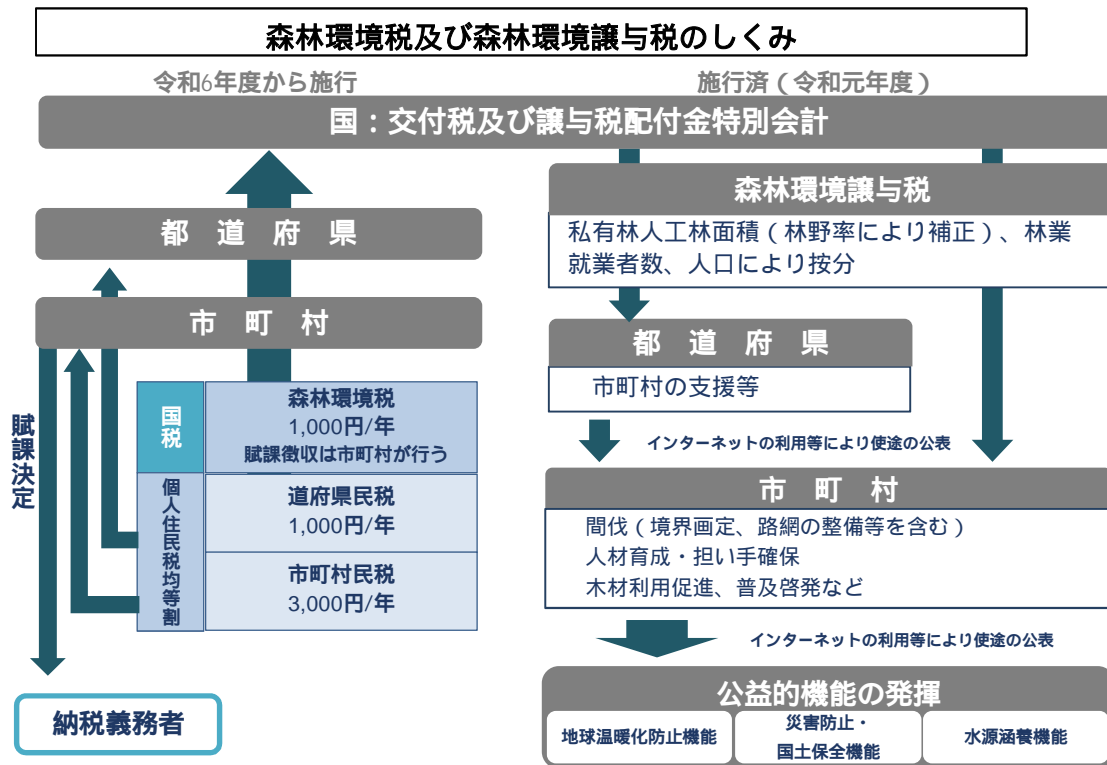 森林環境税及び森林環境譲与税のしくみ
令和6年度から施行
施行済（令和元年度）
国：交付税及び譲与税配付金特別会計
都　道　府　県
市　町　村
国税
森林環境税
1,000円/年
賦課徴収は市町村が行う
個人住民税均等割
道府県民税
1,000円/年
市町村民税
3,000円/年
賦課決定
納税義務者
森林環境譲与税
私有林人工林面積（林野率により補正）、林業
就業者数、人口により按分
都　道　府　県
市町村の支援等
インターネットの利用等により使途の公表
市　町　村
間伐（境界画定、路網の整備等を含む）
人材育成・担い手確保
木材利用促進、普及啓発など
インターネットの利用等により使途の公表
公益的機能の発揮
地球温暖化防止機能
災害防止・
国土保全機能
水源涵養機能